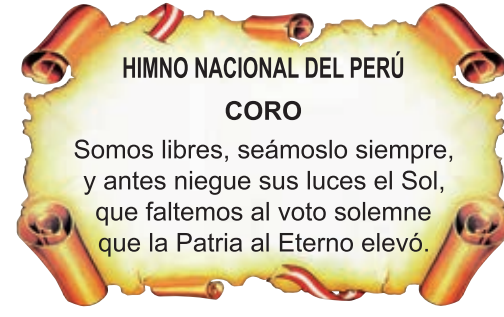 HIMNO NACIONAL DEL PERÚ
CORO
Somos libres, seámoslo siempre,
y antes niegue sus luces el Sol,
que faltemos al voto solemne
que la Patria al Eterno elevó.